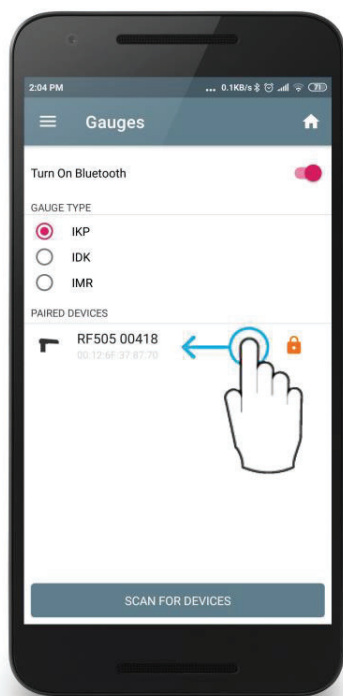 2:04 PM ... 0.1KB/s 71
Gauges
Turn On Bluetooth
GAUGE TYPE
IKP
IDK
IMR
PAIRED DEVICES
RF505 00418
00:12:6F:37:87:70
SCAN FOR DEVICES